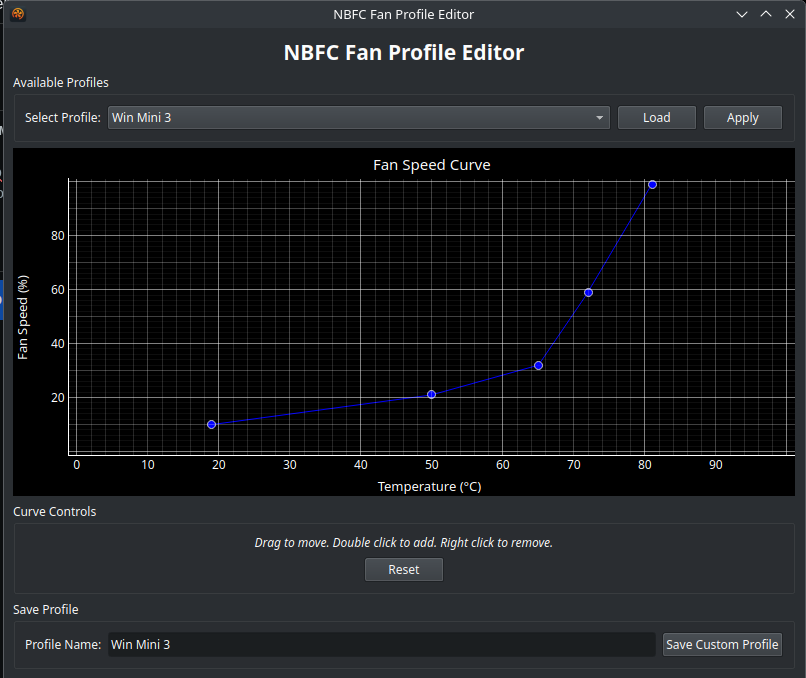 NBFC Fan Profile Editor
NBFC Fan Profile Editor
Available Profiles
Select Profile: Win Mini 3 Load Apply
Fan Speed Curve
80
60
40
20
Fan Speed (%)
0 10 20 30 40 50 60 70 80 90
Temperature (°C)
Curve Controls
Drag to move. Double click to add. Right click to remove.
Reset
Save Profile
Profile Name: Win Mini 3 Save Custom Profile